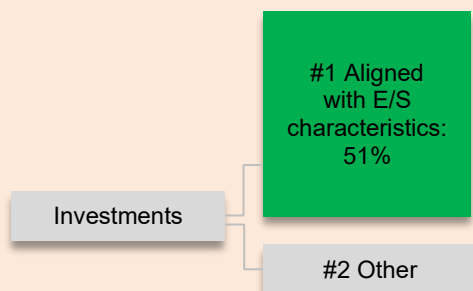 #1 Aligned
with E/S
characteristics:
51%
Investments
#2 Other